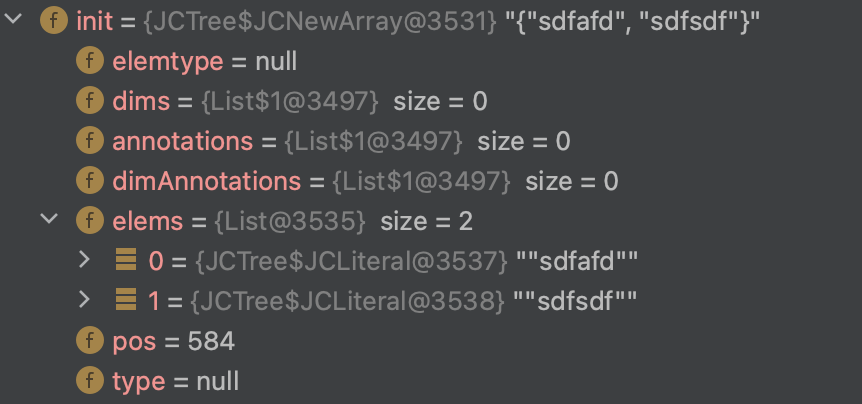 f init = {JCTree$JCNewArray@3531} "{"sdfafd", "sdfsdf"}"
f elemtype = null
f dims = {List$1@3497} size = 0
f annotations = {List$1@3497} size = 0
f dimAnnotations = {List$1@3497} size = 0
f elems = {List@3535} size = 2
0 = {JCTree$JCLiteral@3537} ""sdfafd""
1 = {JCTree$JCLiteral@3538} ""sdfsdf""
f pos = 584
f type = null